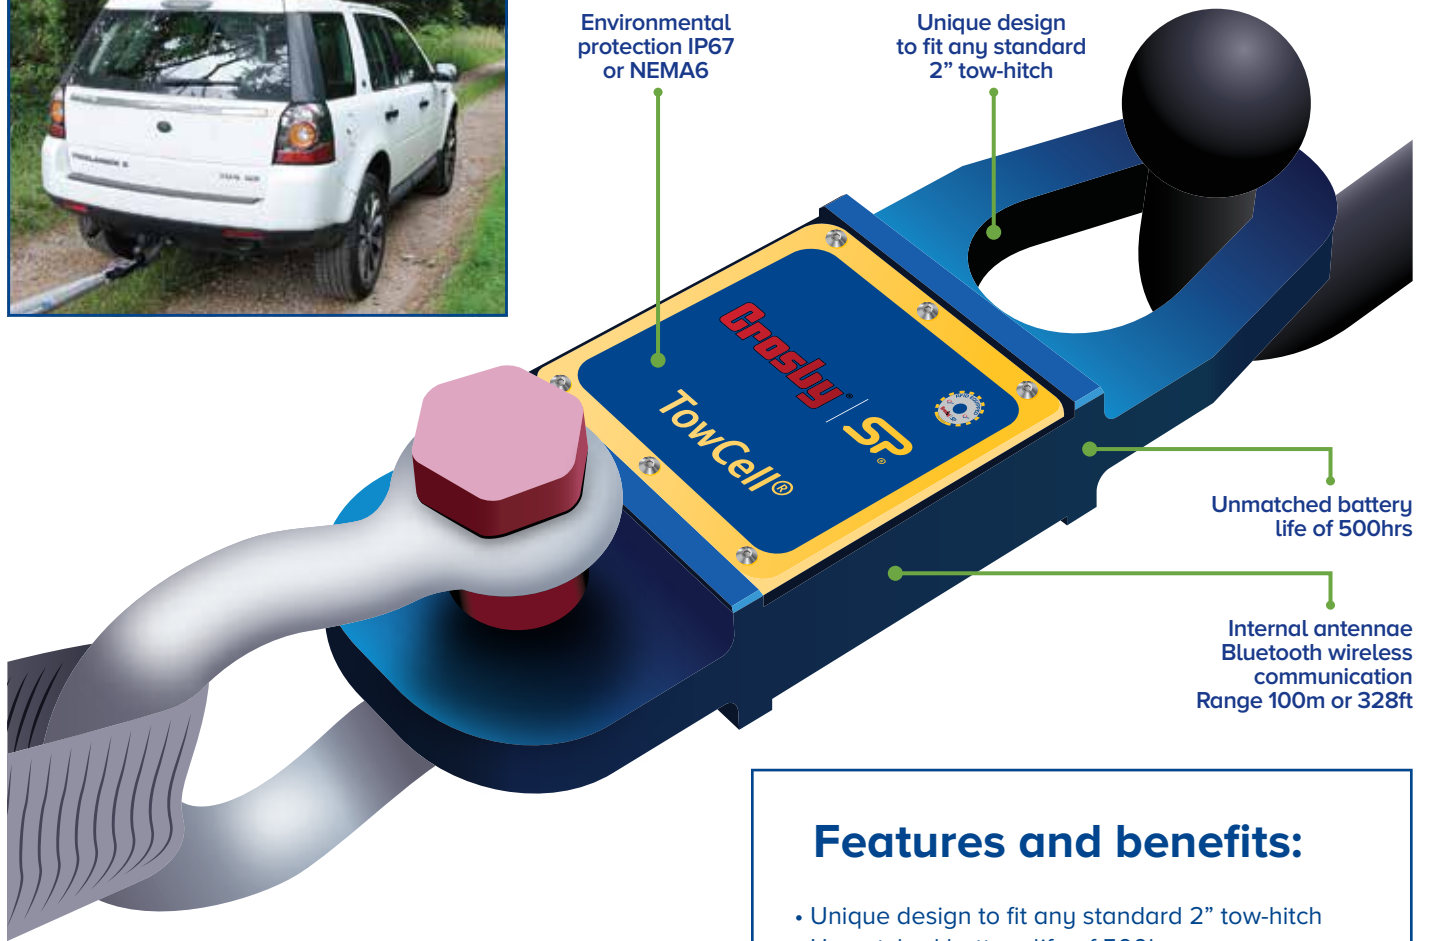 Environmental
protection IP67
or NEMA6
Unique design
to fit any standard
2” tow-hitch
Crosby®
SP®
TowCell®
Unmatched battery
life of 500hrs
Internal antennae
Bluetooth wireless
communication
Range 100m or 328ft
Features and benefits:
• Unique design to fit any standard 2” tow-hitch